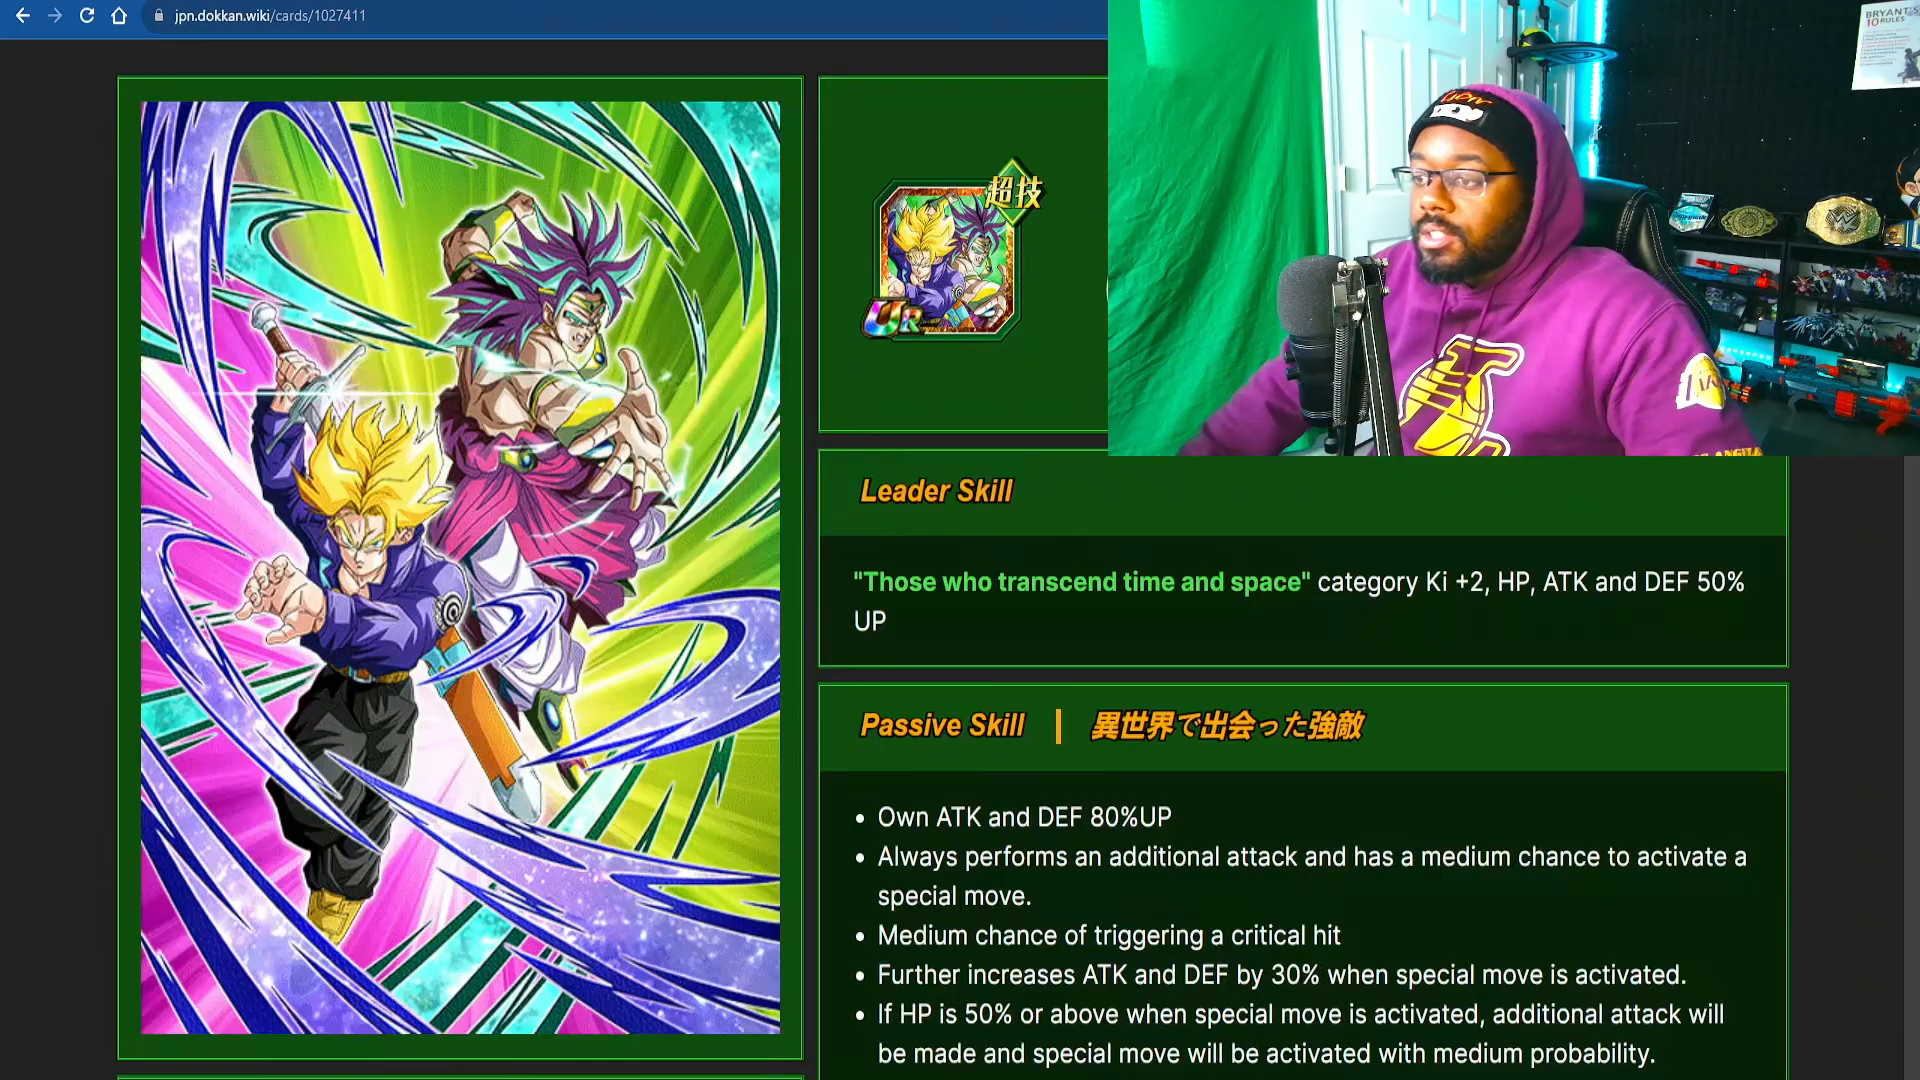 jpn.dokkan.wiki/cards/1027411
BRYANT'S
10 RULES
超技
UR
Leader Skill
"Those who transcend time and space" category Ki +2, HP, ATK and DEF 50%
UP
Passive Skill | 異世界で出会った強敵
• Own ATK and DEF 80%UP
• Always performs an additional attack and has a medium chance to activate a
special move.
• Medium chance of triggering a critical hit
• Further increases ATK and DEF by 30% when special move is activated.
• If HP is 50% or above when special move is activated, additional attack will
be made and special move will be activated with medium probability.